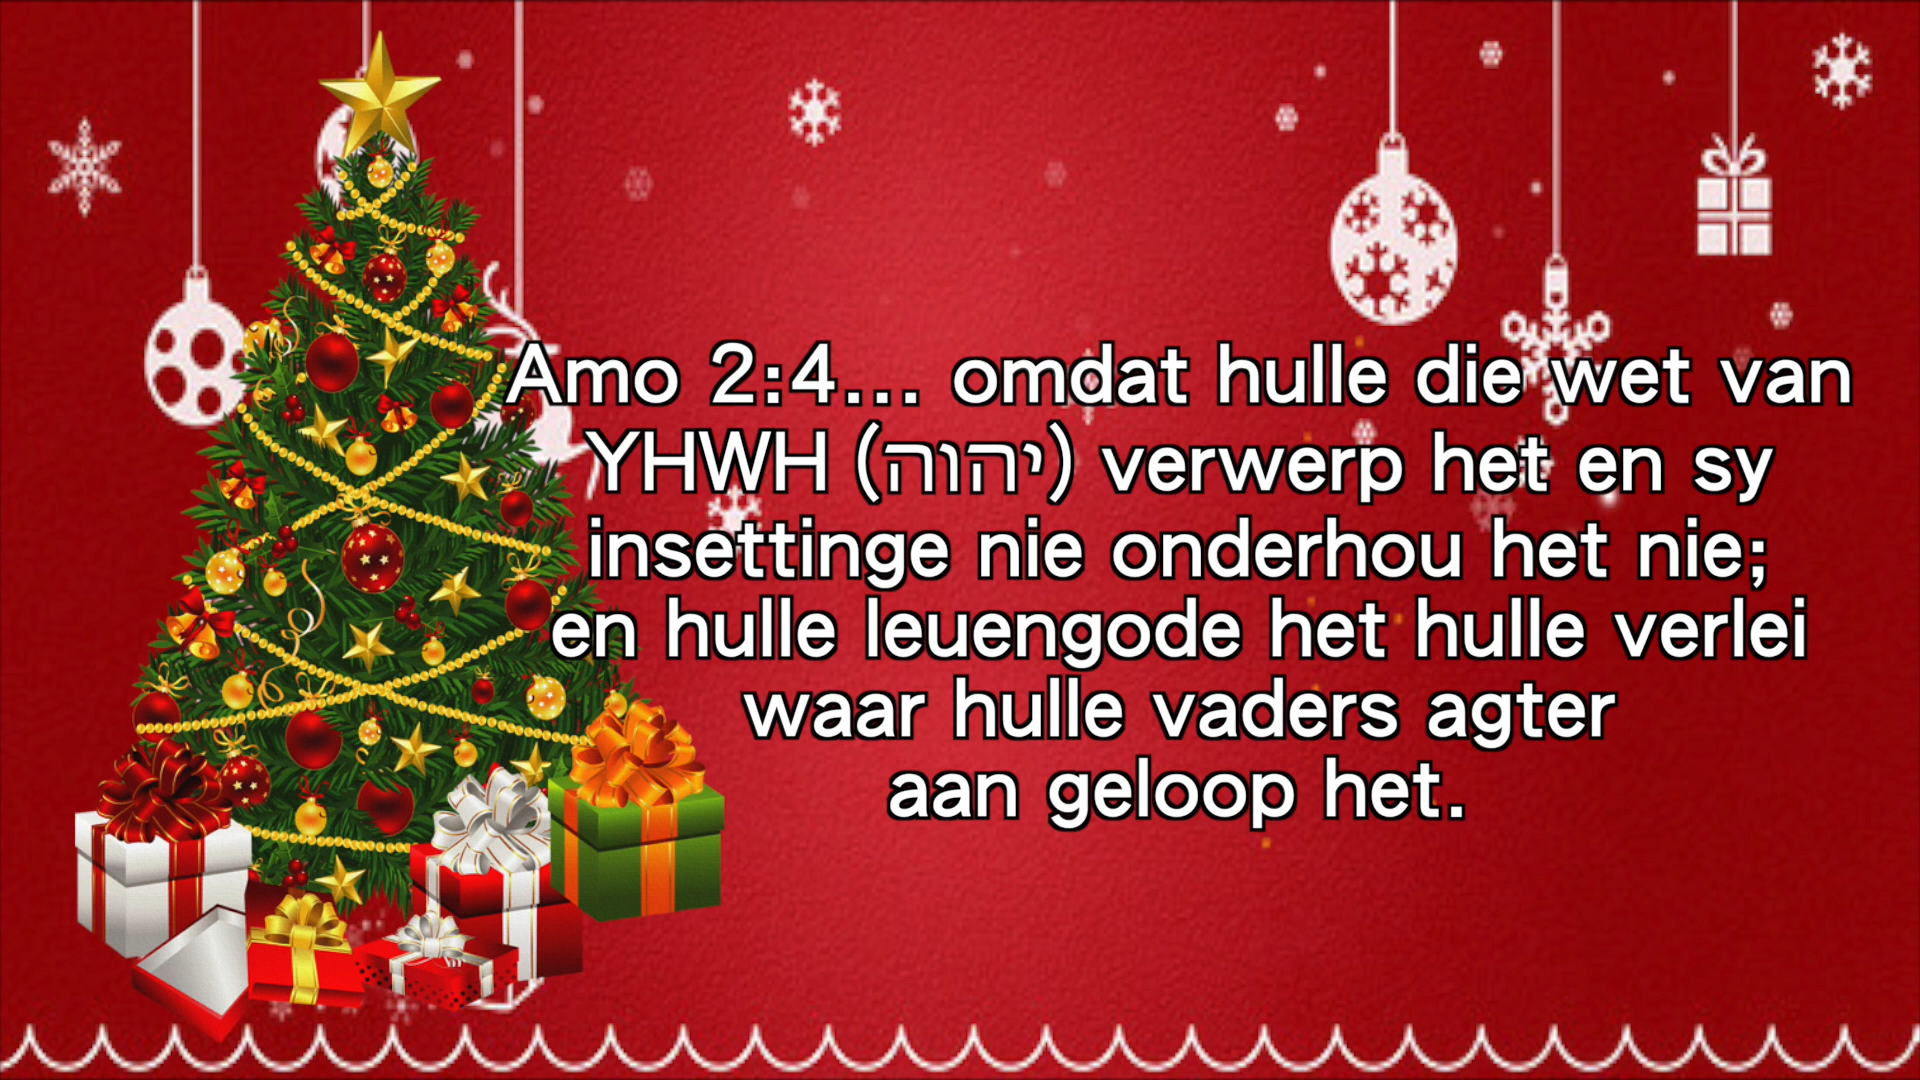 Amo 2:4... omdat hulle die wet van
YHWH (יהוה) verwerp het en sy
insettinge nie onderhou het nie;
en hulle leuengode het hulle verlei
waar hulle vaders agter
aan geloop het.